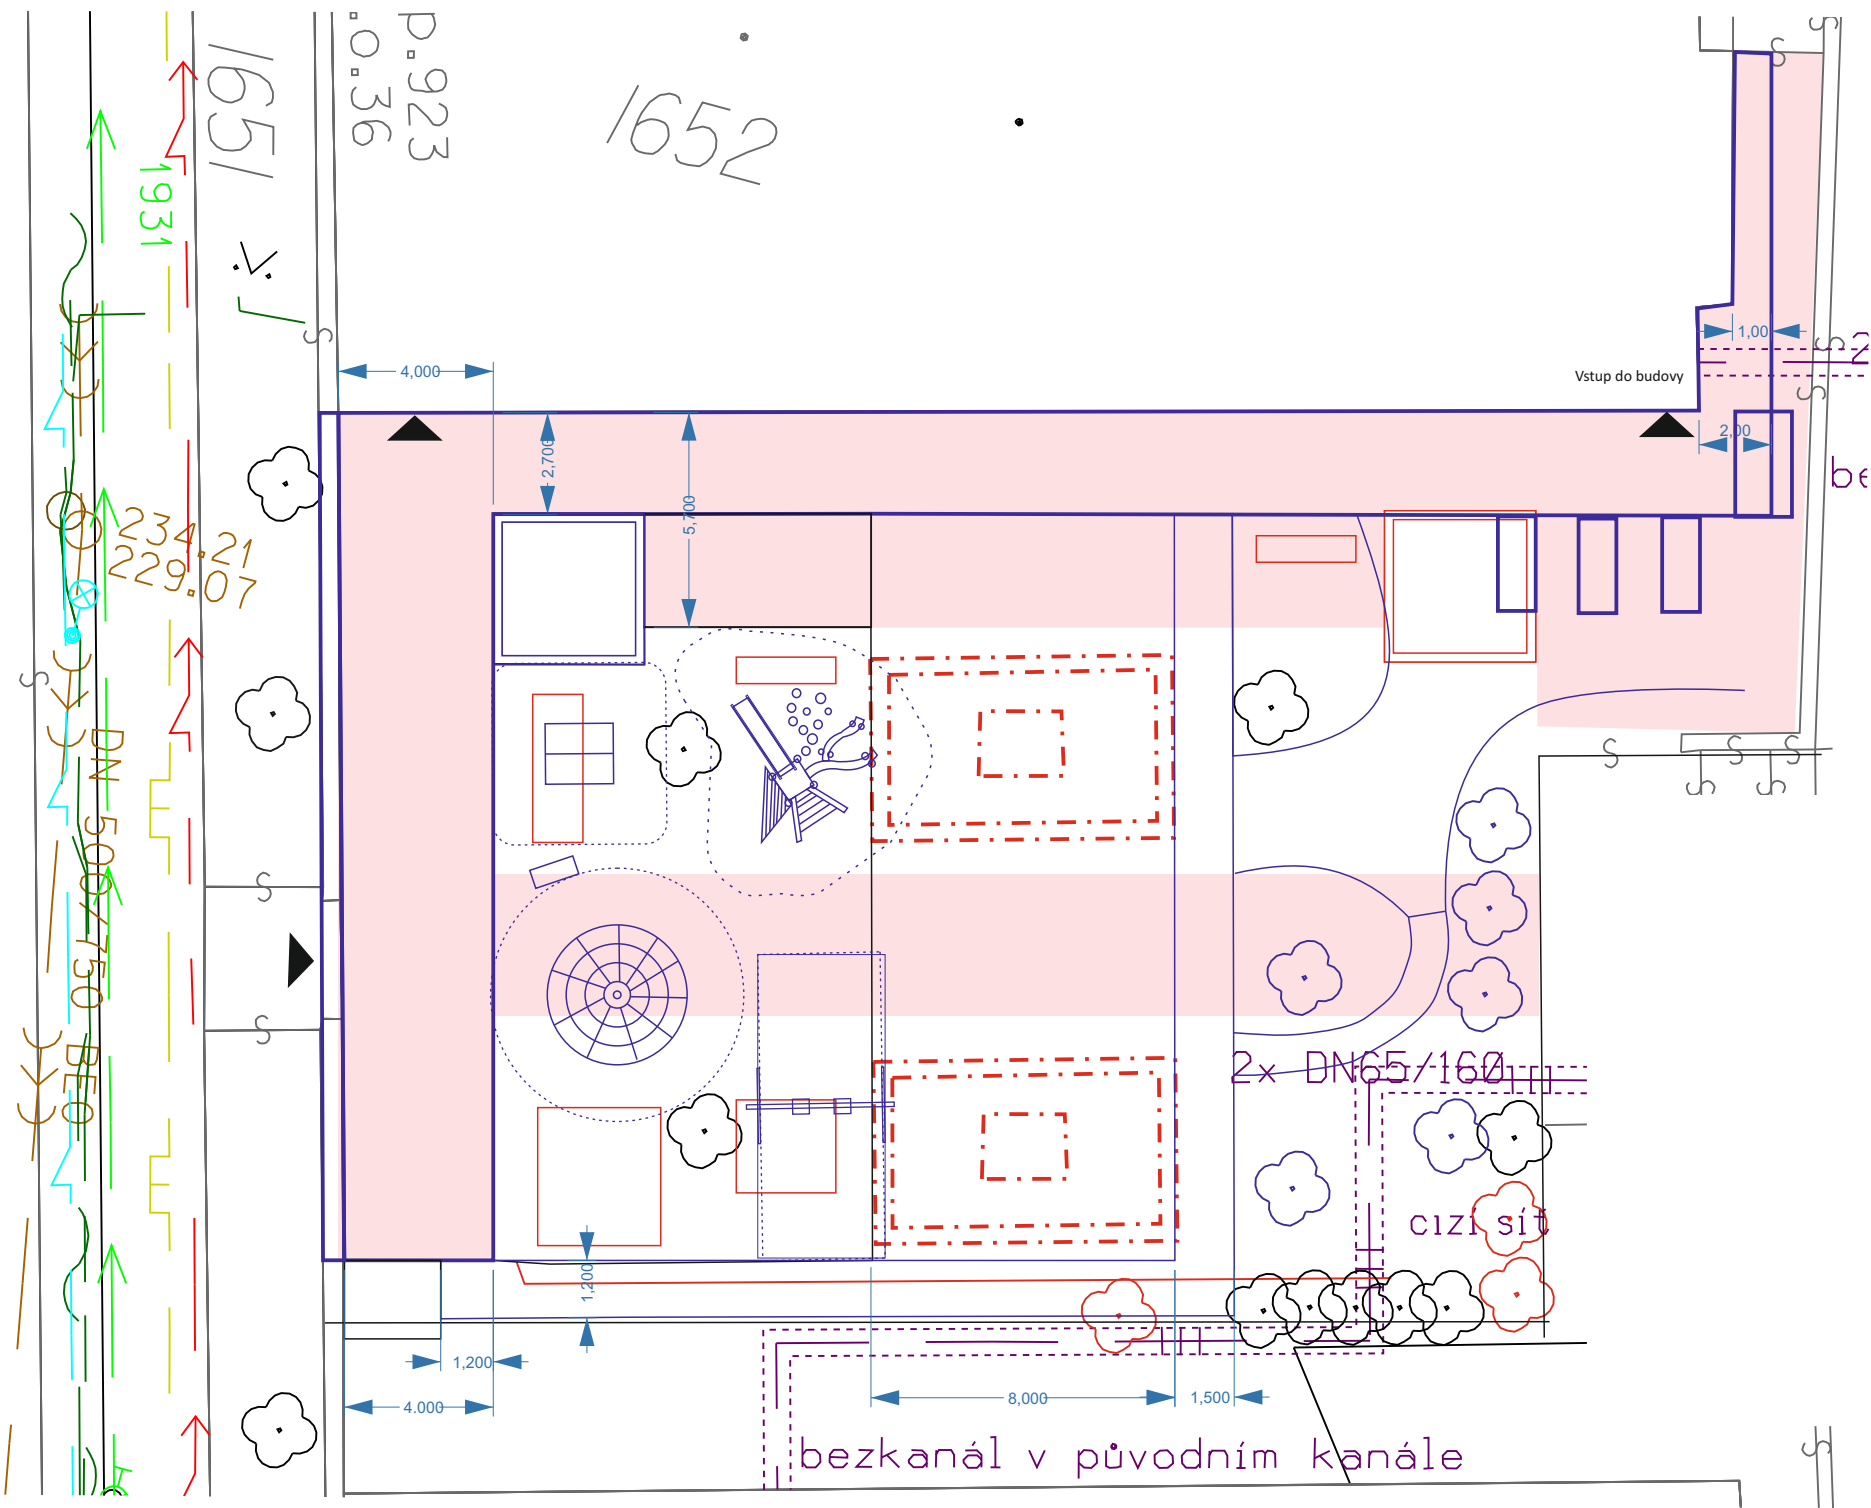 p.923
.o.36
1651
1652
1931
4,000
1,00
2
Vstup do budovy
2,00
2,700
5,700
be
234.21
229.07
DN 500/750 BEO
2x DN65/160
cizí síť
1,200
1,200
4.000
8,000
1,500
bezkanál v původním kanále